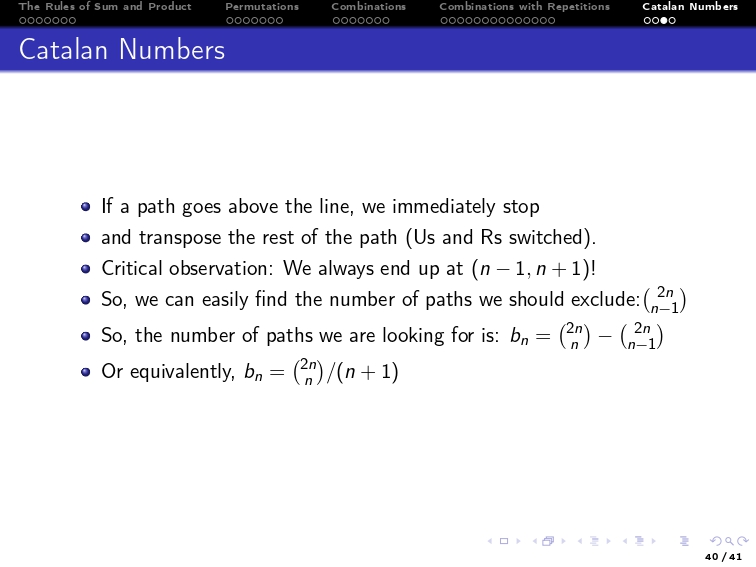 The Rules of Sum and Product Permutations Combinations Combinations with Repetitions Catalan Numbers
Catalan Numbers
If a path goes above the line, we immediately stop
and transpose the rest of the path (Us and Rs switched).
Critical observation: We always end up at (n − 1, n + 1)!
So, we can easily find the number of paths we should exclude:$\binom{2n}{n-1}$
So, the number of paths we are looking for is: $b_n = \binom{2n}{n} - \binom{2n}{n-1}$
Or equivalently, $b_n = \binom{2n}{n}/(n + 1)$
40 / 41